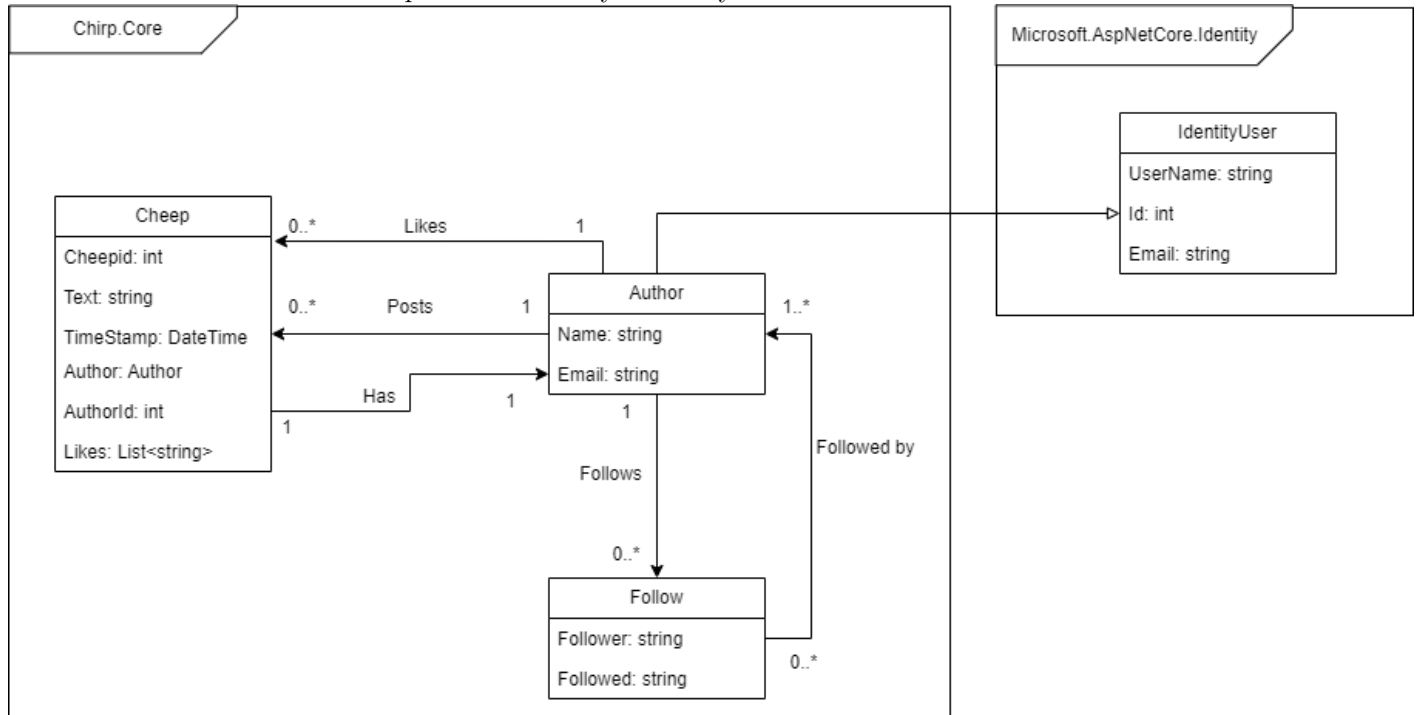 Chirp.Core
Microsoft.AspNetCore.Identity
IdentityUser
UserName: string
Id: int
Email: string
Cheep
Cheepid: int
Text: string
TimeStamp: DateTime
Author: Author
AuthorId: int
Likes: List<string>
0..* Likes 1
0..* Posts 1
Has
1 1
Author
Name: string
Email: string
1..*
1
Follows
Followed by
0..*
Follow
Follower: string
Followed: string
0..*